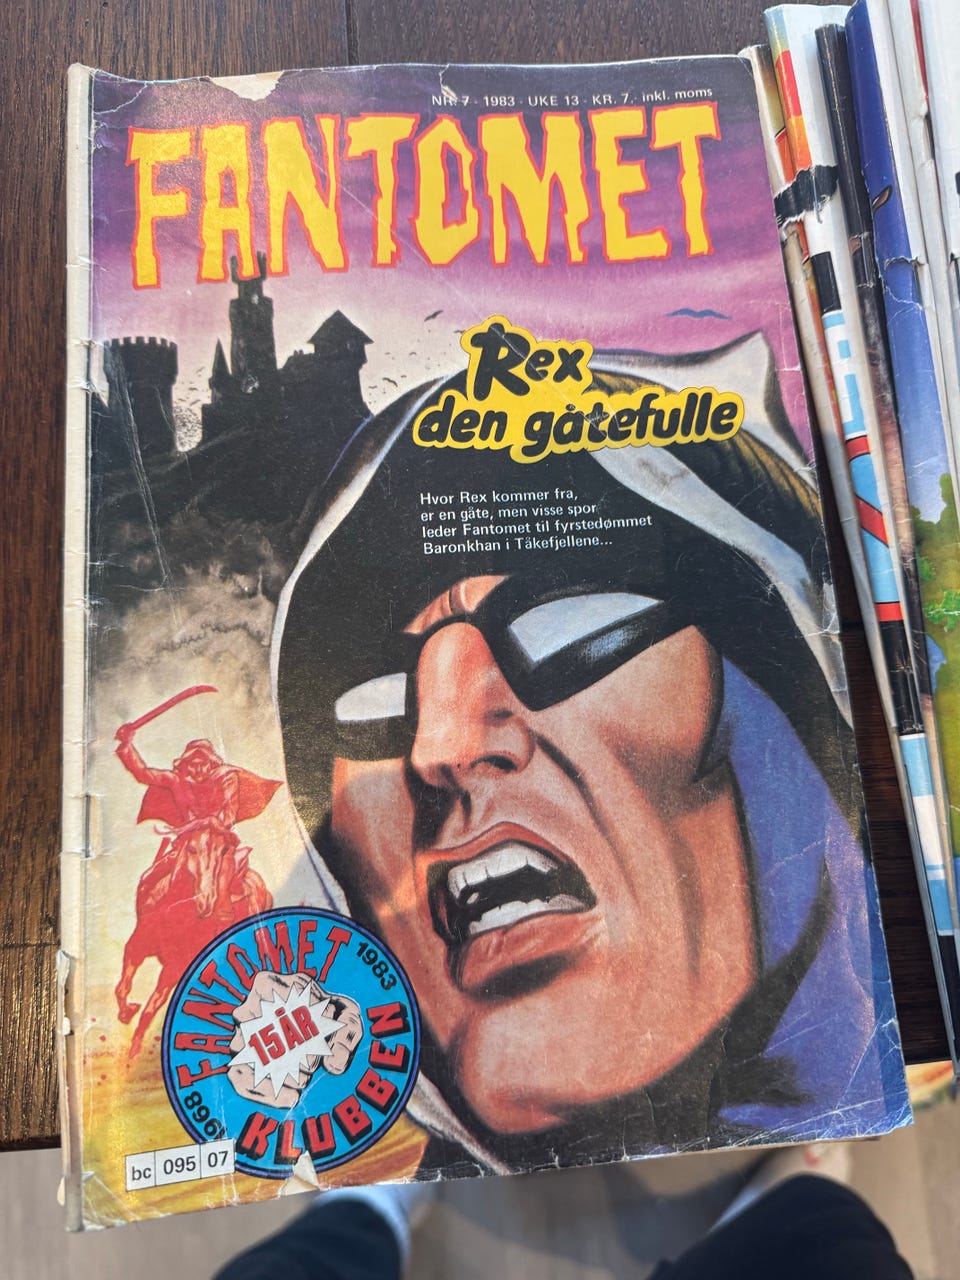 NR. 7 · 1983 · UKE 13 · KR. 7,- inkl. moms
FANTOMET
Rex
den gåtefulle
Hvor Rex kommer fra,
er en gåte, men visse spor
leder Fantomet til fyrstedømmet
Baronkhan i Tåkefjellene...
FANTOMET
1983
15 ÅR
KLUBBEN
1968
bc 095 07